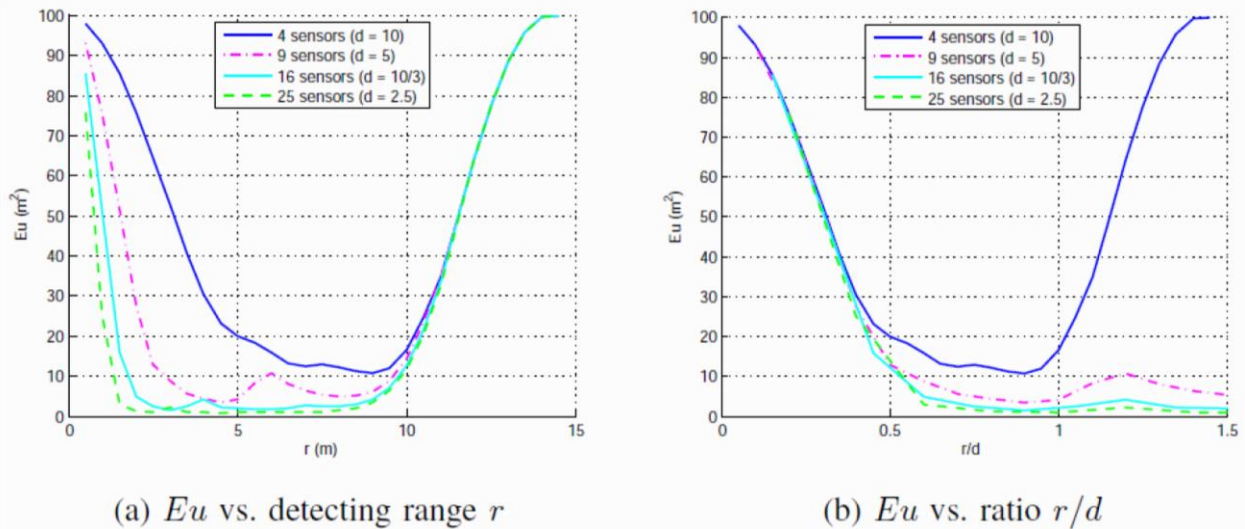 100
90
80
70
60
50
40
30
20
10
0
Eu (m²)
0 5 10 15
r (m)
4 sensors (d = 10)
9 sensors (d = 5)
16 sensors (d = 10/3)
25 sensors (d = 2.5)
(a) Eu vs. detecting range r
100
90
80
70
60
50
40
30
20
10
0
Eu (m²)
0 0.5 1 1.5
r/d
4 sensors (d = 10)
9 sensors (d = 5)
16 sensors (d = 10/3)
25 sensors (d = 2.5)
(b) Eu vs. ratio r/d